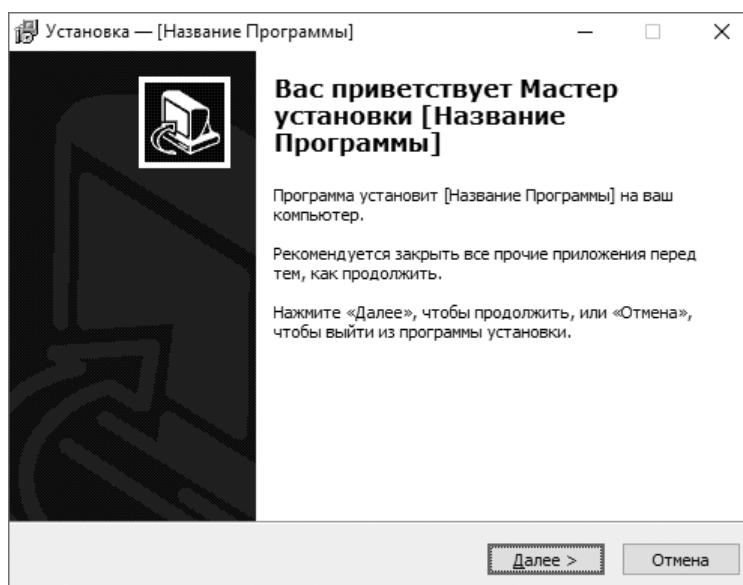 Установка — [Название Программы]
Вас приветствует Мастер
установки [Название
Программы]
Программа установит [Название Программы] на ваш
компьютер.
Рекомендуется закрыть все прочие приложения перед
тем, как продолжить.
Нажмите «Далее», чтобы продолжить, или «Отмена»,
чтобы выйти из программы установки.
Далее >
Отмена